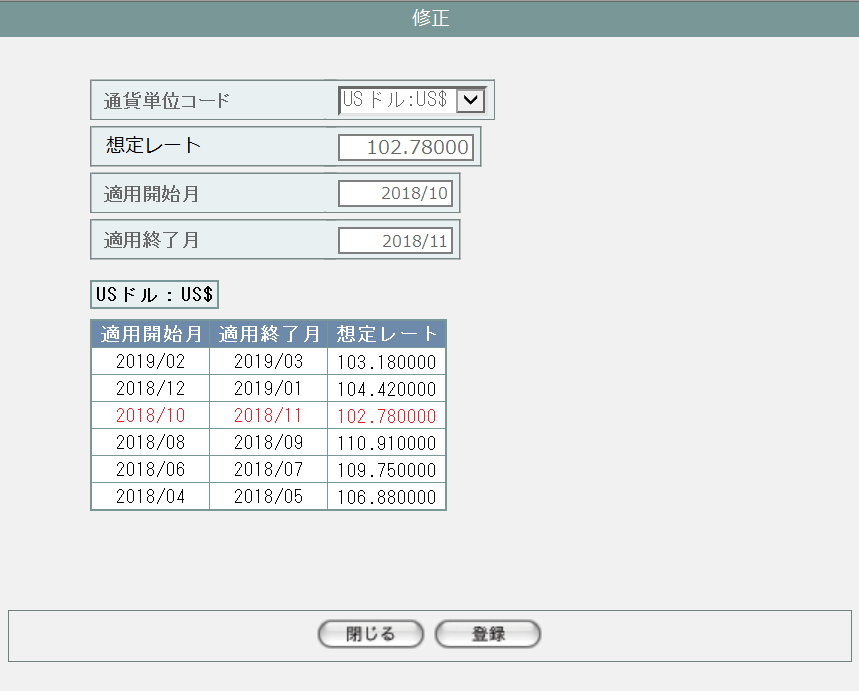 修正
通貨単位コード USドル:US$
想定レート 102.78000
適用開始月 2018/10
適用終了月 2018/11
USドル：US$
適用開始月 適用終了月 想定レート
2019/02 2019/03 103.180000
2018/12 2019/01 104.420000
2018/10 2018/11 102.780000
2018/08 2018/09 110.910000
2018/06 2018/07 109.750000
2018/04 2018/05 106.880000
閉じる 登録